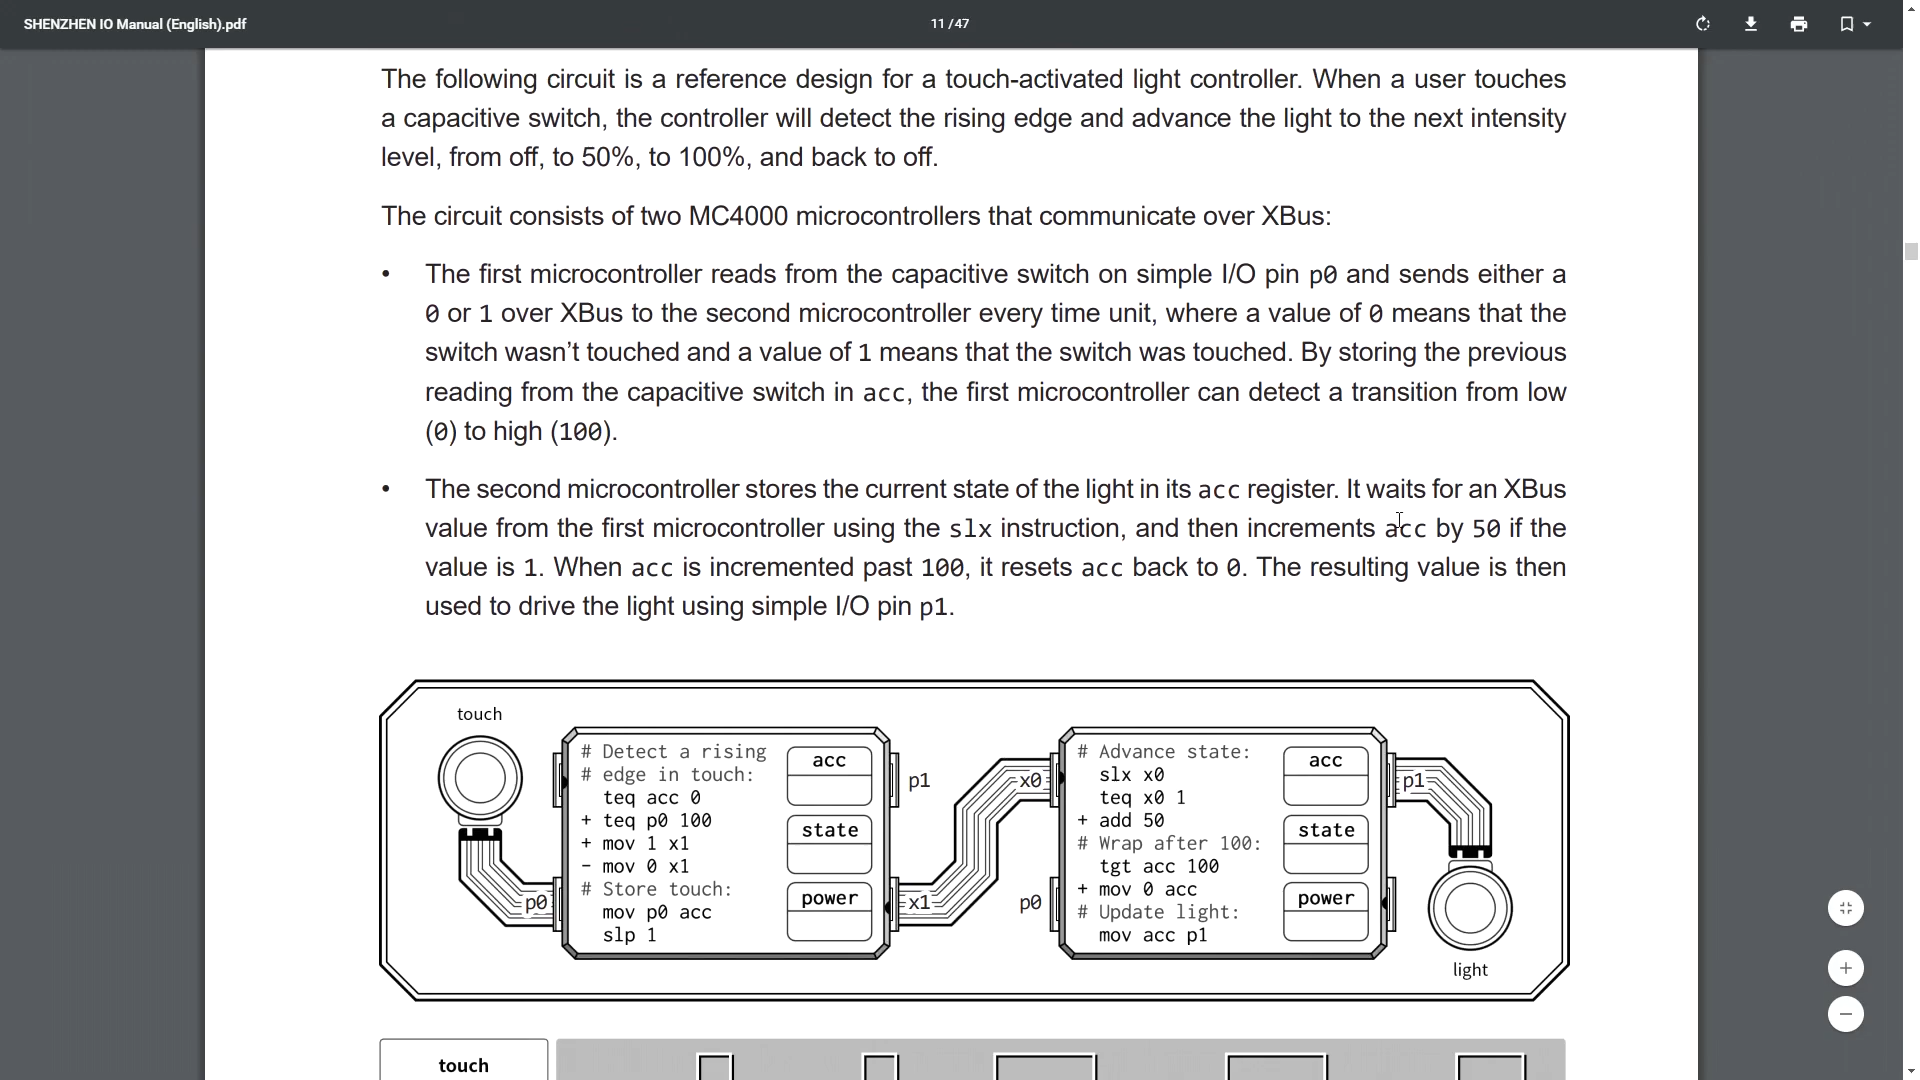 SHENZHEN IO Manual (English).pdf
11 / 47
The following circuit is a reference design for a touch-activated light controller. When a user touches
a capacitive switch, the controller will detect the rising edge and advance the light to the next intensity
level, from off, to 50%, to 100%, and back to off.
The circuit consists of two MC4000 microcontrollers that communicate over XBus:
• The first microcontroller reads from the capacitive switch on simple I/O pin p0 and sends either a
0 or 1 over XBus to the second microcontroller every time unit, where a value of 0 means that the
switch wasn’t touched and a value of 1 means that the switch was touched. By storing the previous
reading from the capacitive switch in acc, the first microcontroller can detect a transition from low
(0) to high (100).
• The second microcontroller stores the current state of the light in its acc register. It waits for an XBus
value from the first microcontroller using the slx instruction, and then increments acc by 50 if the
value is 1. When acc is incremented past 100, it resets acc back to 0. The resulting value is then
used to drive the light using simple I/O pin p1.
touch
p0
# Detect a rising
# edge in touch:
teq acc 0
+ teq p0 100
+ mov 1 x1
- mov 0 x1
# Store touch:
mov p0 acc
slp 1
acc
state
power
p1
x1
x0
p0
# Advance state:
slx x0
teq x0 1
+ add 50
# Wrap after 100:
tgt acc 100
+ mov 0 acc
# Update light:
mov acc p1
acc
state
power
p1
light
touch